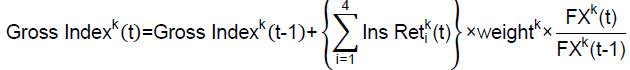 Gross Index^k(t)=Gross Index^k(t-1)+{∑_{i=1}^{4} Ins Ret_i^k(t)}×weight^k×FX^k(t)/FX^k(t-1)